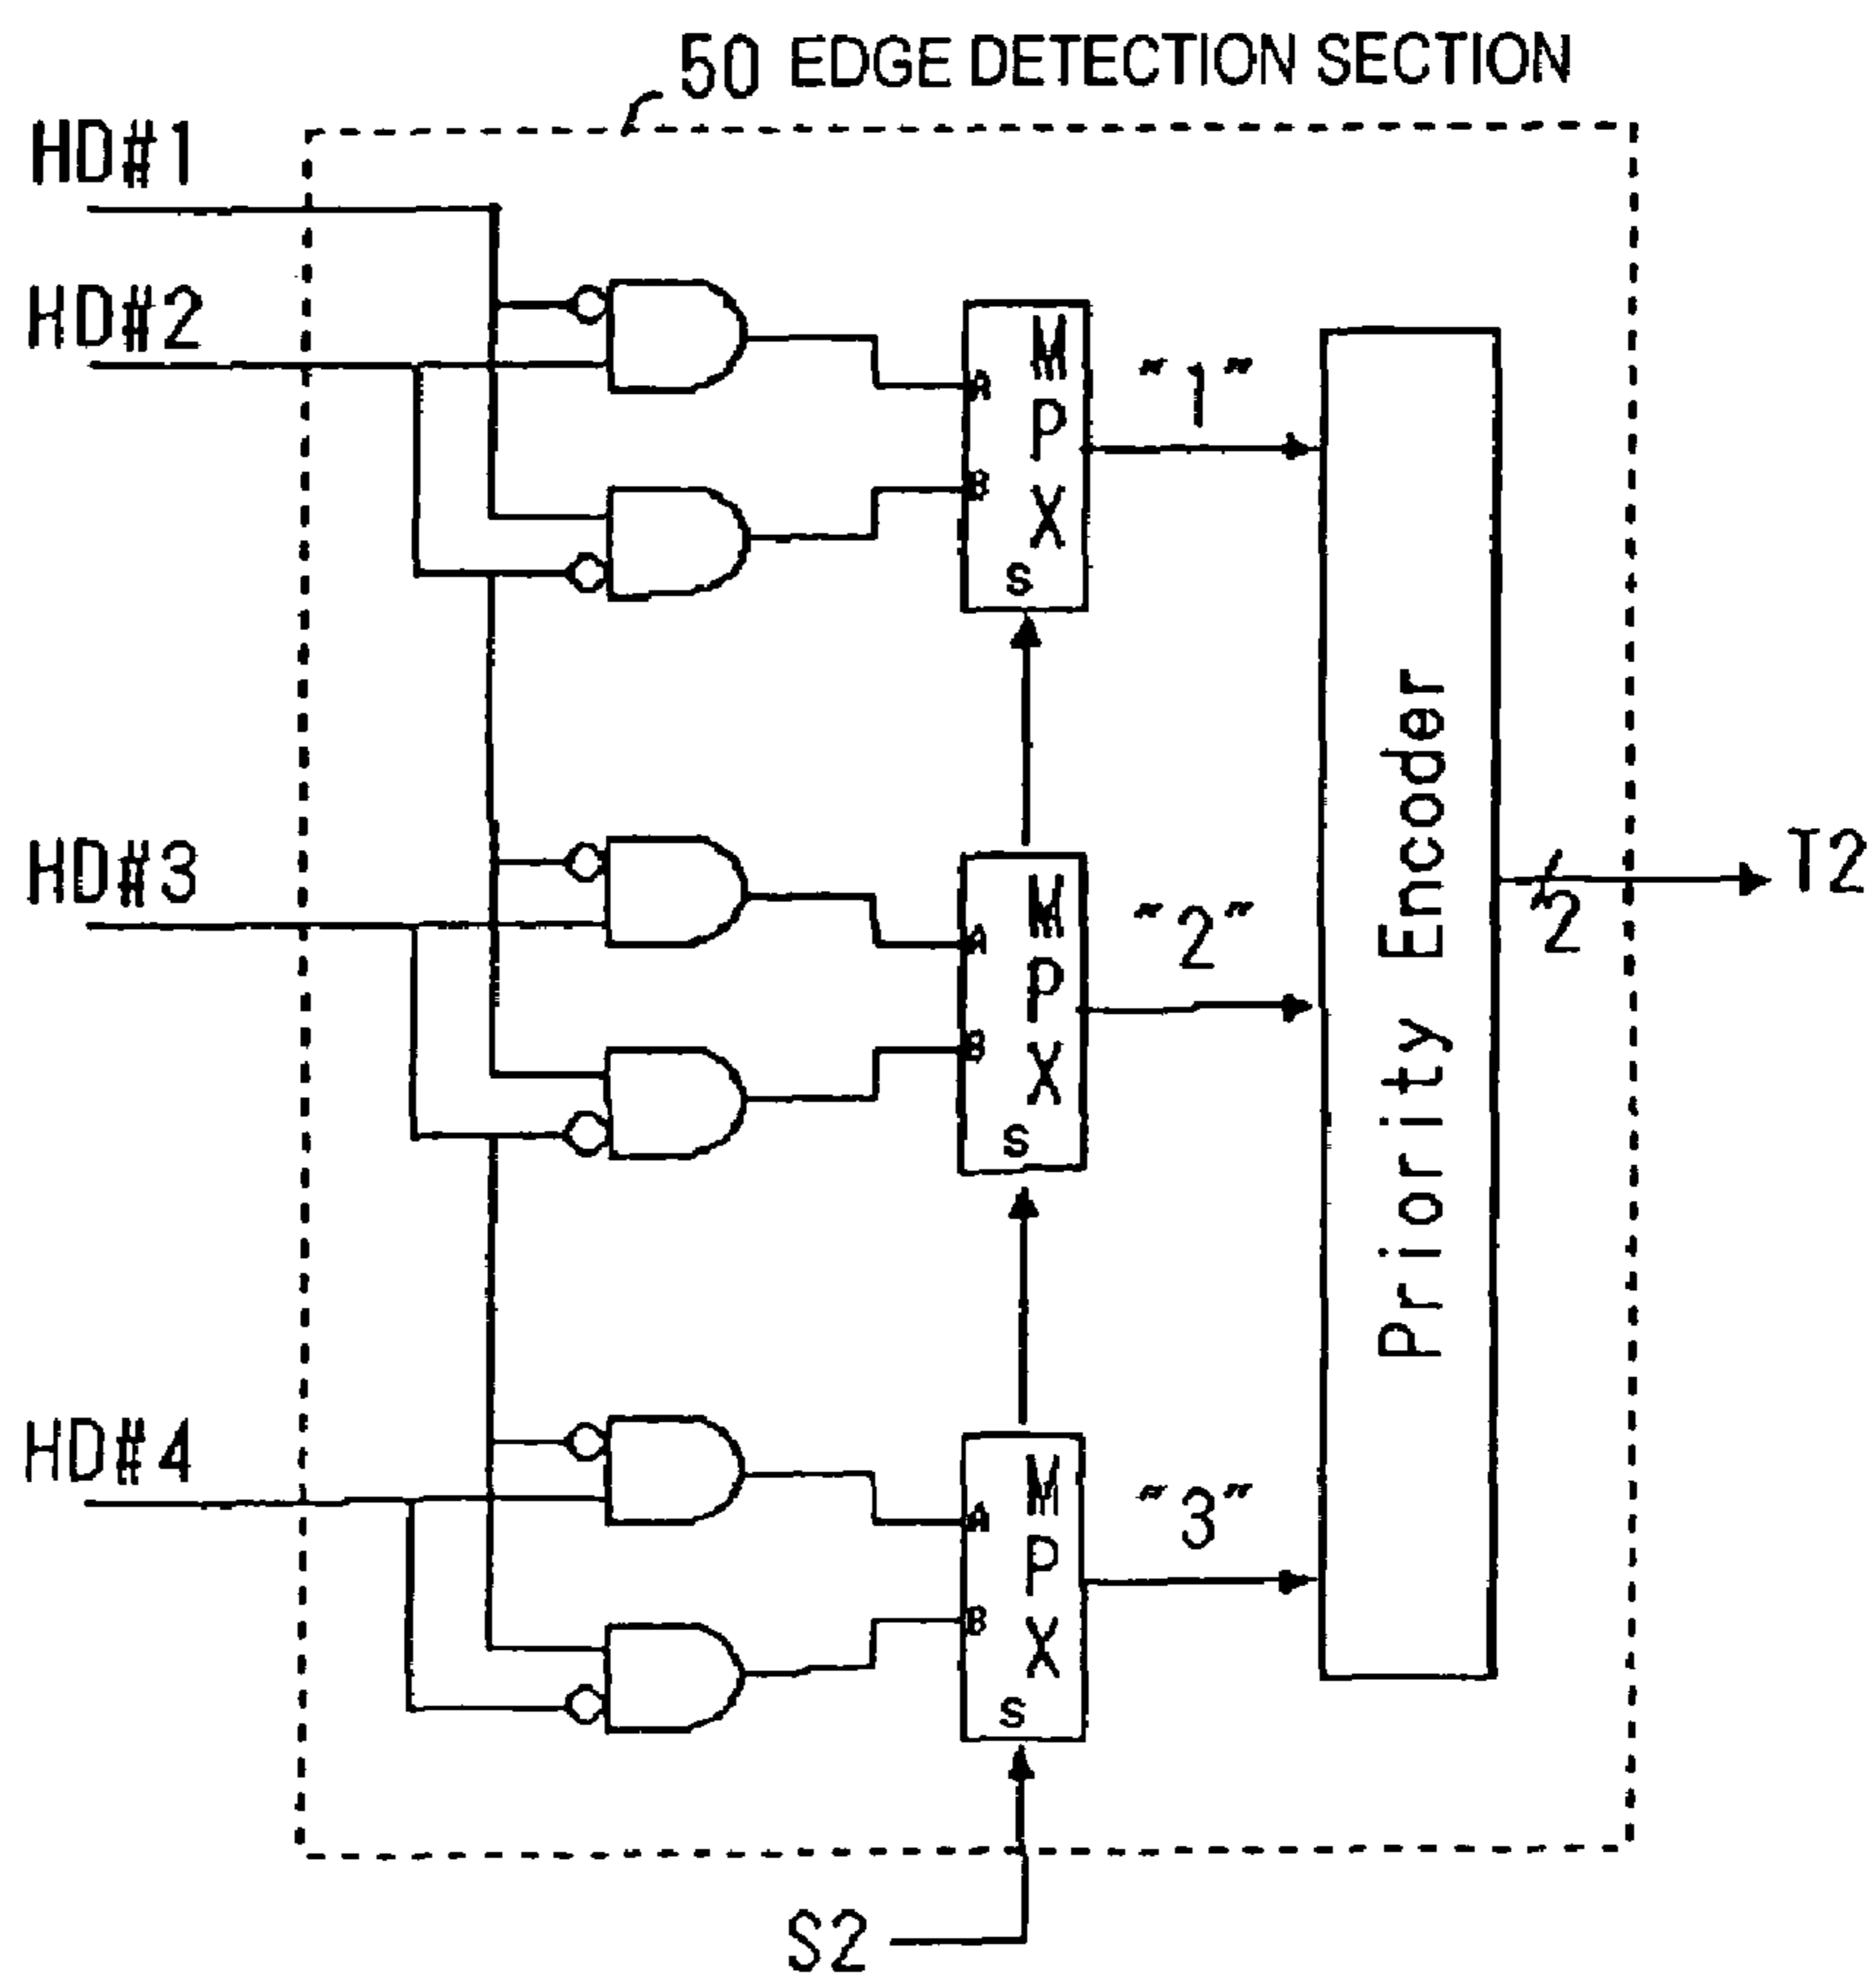 50 EDGE DETECTION SECTION
HD#1
HD#2
A
B
M
P
X
S
"1"
HD#3
A
B
M
P
X
S
"2"
Priority Encoder
2
T2
HD#4
A
B
M
P
X
S
"3"
S2